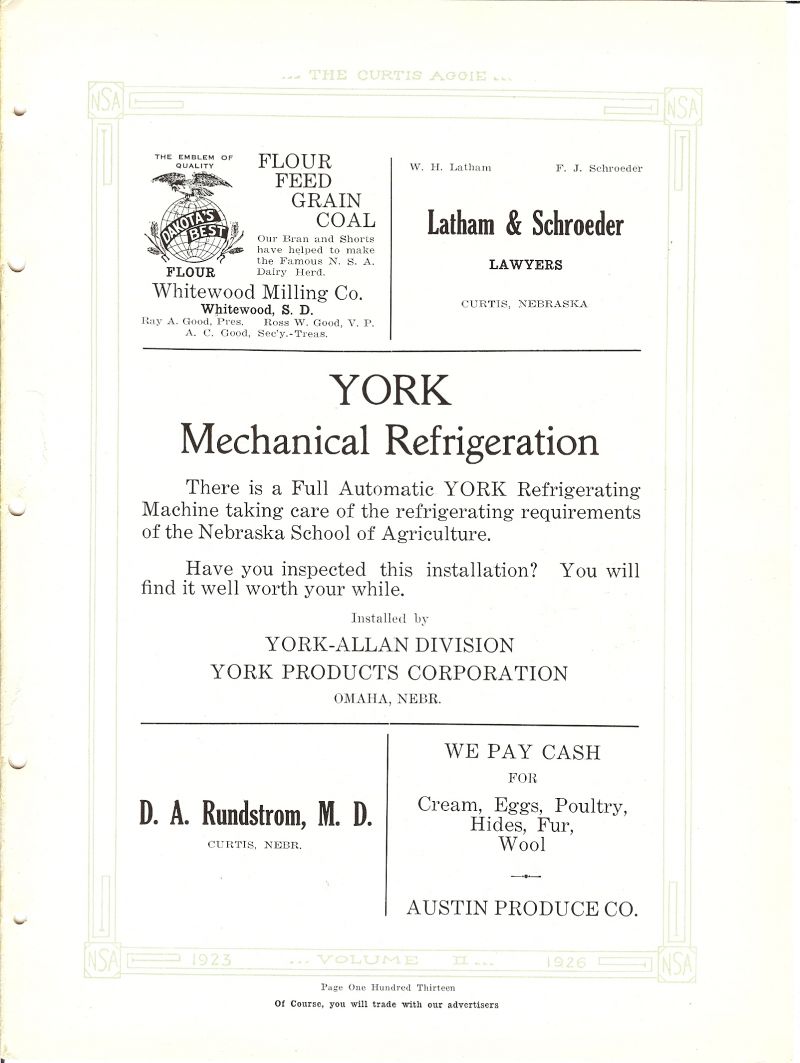 ... THE CURTIS AGGIE ...
NSA
NSA
THE EMBLEM OF
QUALITY
DAKOTA'S
BEST
FLOUR
FLOUR
FEED
GRAIN
COAL
Our Bran and Shorts
have helped to make
the Famous N. S. A.
Dairy Herd.
Whitewood Milling Co.
Whitewood, S. D.
Ray A. Good, Pres. Ross W. Good, V. P.
A. C. Good, Sec'y.-Treas.
W. H. Latham F. J. Schroeder
Latham & Schroeder
LAWYERS
CURTIS, NEBRASKA
YORK
Mechanical Refrigeration
There is a Full Automatic YORK Refrigerating
Machine taking care of the refrigerating requirements
of the Nebraska School of Agriculture.
Have you inspected this installation? You will
find it well worth your while.
Installed by
YORK-ALLAN DIVISION
YORK PRODUCTS CORPORATION
OMAHA, NEBR.
D. A. Rundstrom, M. D.
CURTIS, NEBR.
WE PAY CASH
FOR
Cream, Eggs, Poultry,
Hides, Fur,
Wool
AUSTIN PRODUCE CO.
NSA
1923 ... VOLUME II ... 1926
NSA
Page One Hundred Thirteen
Of Course, you will trade with our advertisers